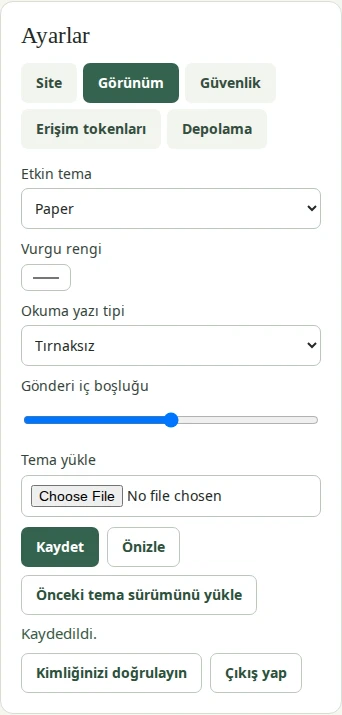 Ayarlar
Site Görünüm Güvenlik
Erişim tokenları Depolama
Etkin tema
Paper
Vurgu rengi
Okuma yazı tipi
Tırnaksız
Gönderi iç boşluğu
Tema yükle
Choose File No file chosen
Kaydet Önizle
Önceki tema sürümünü yükle
Kaydedildi.
Kimliğinizi doğrulayın Çıkış yap